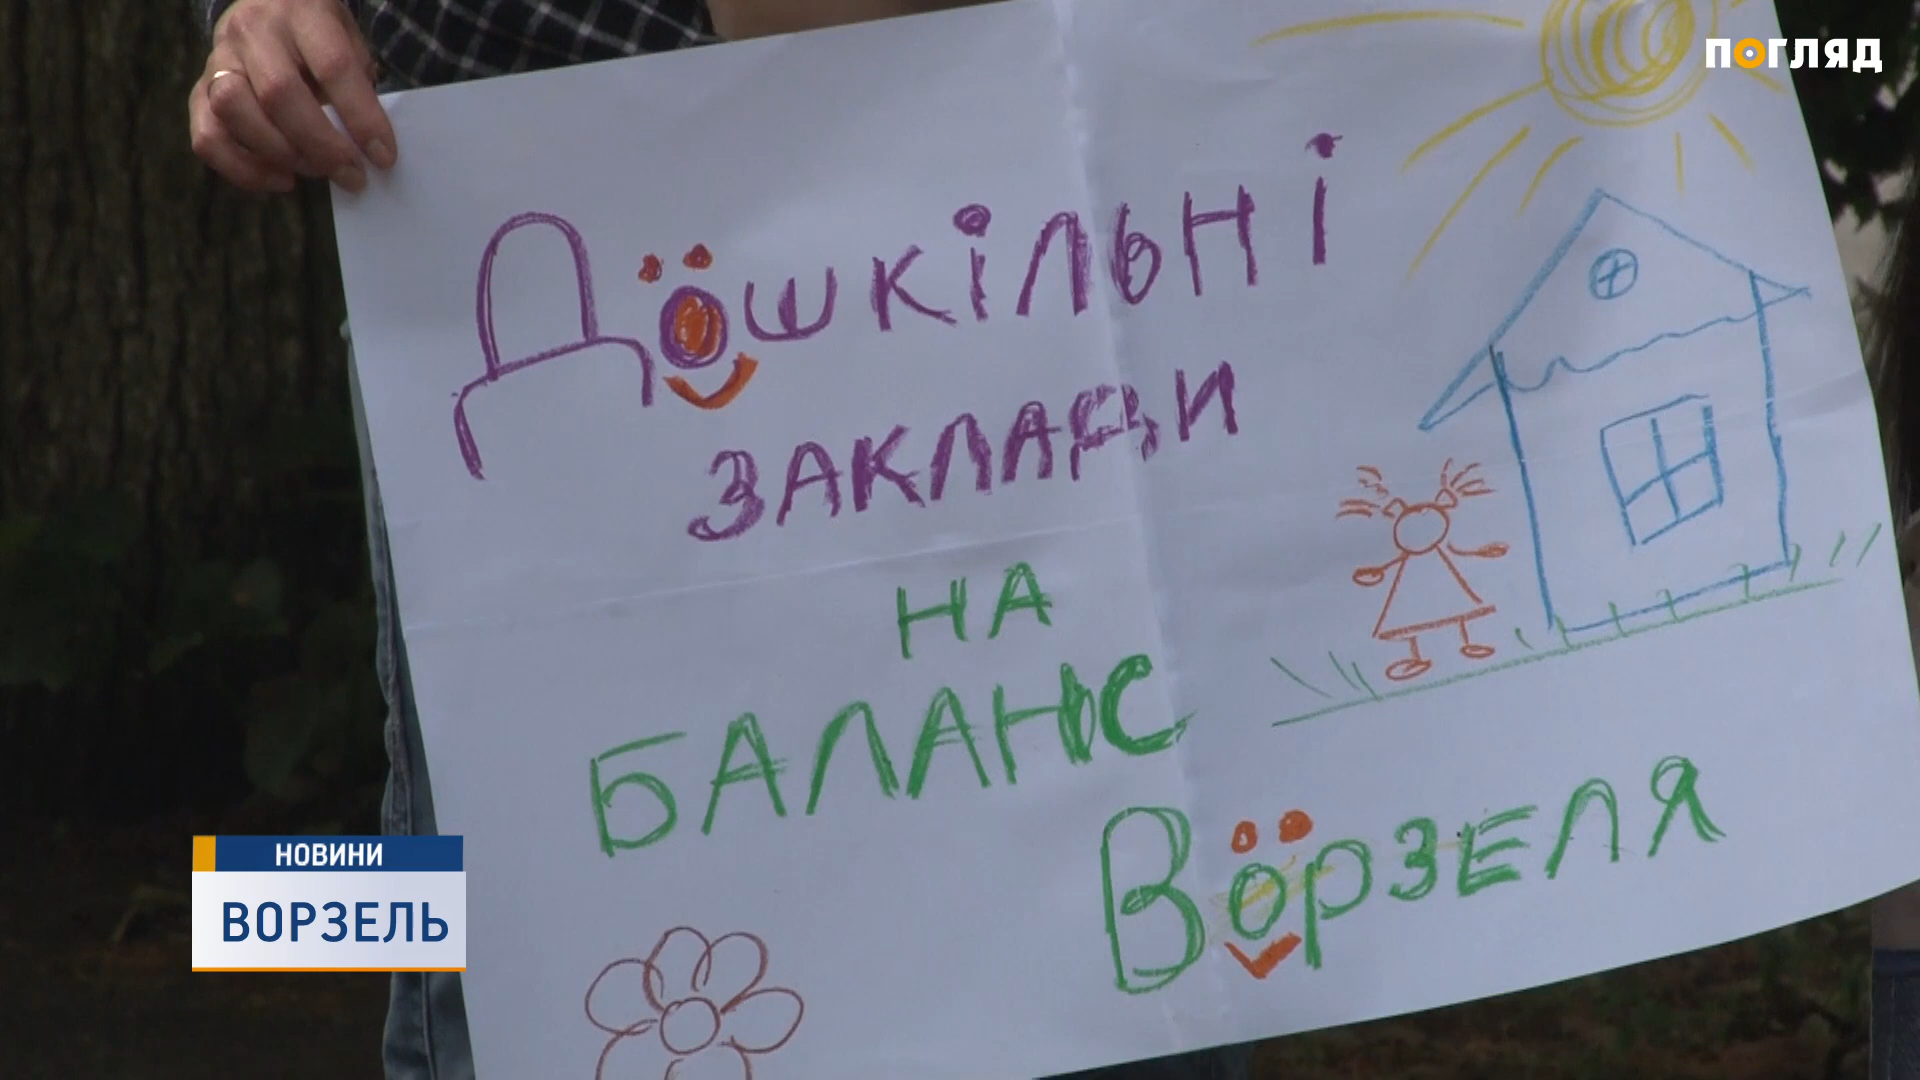 ПОГЛЯД
Дошкільні
заклади
на
баланс
Ворзеля
НОВИНИ
ВОРЗЕЛЬ